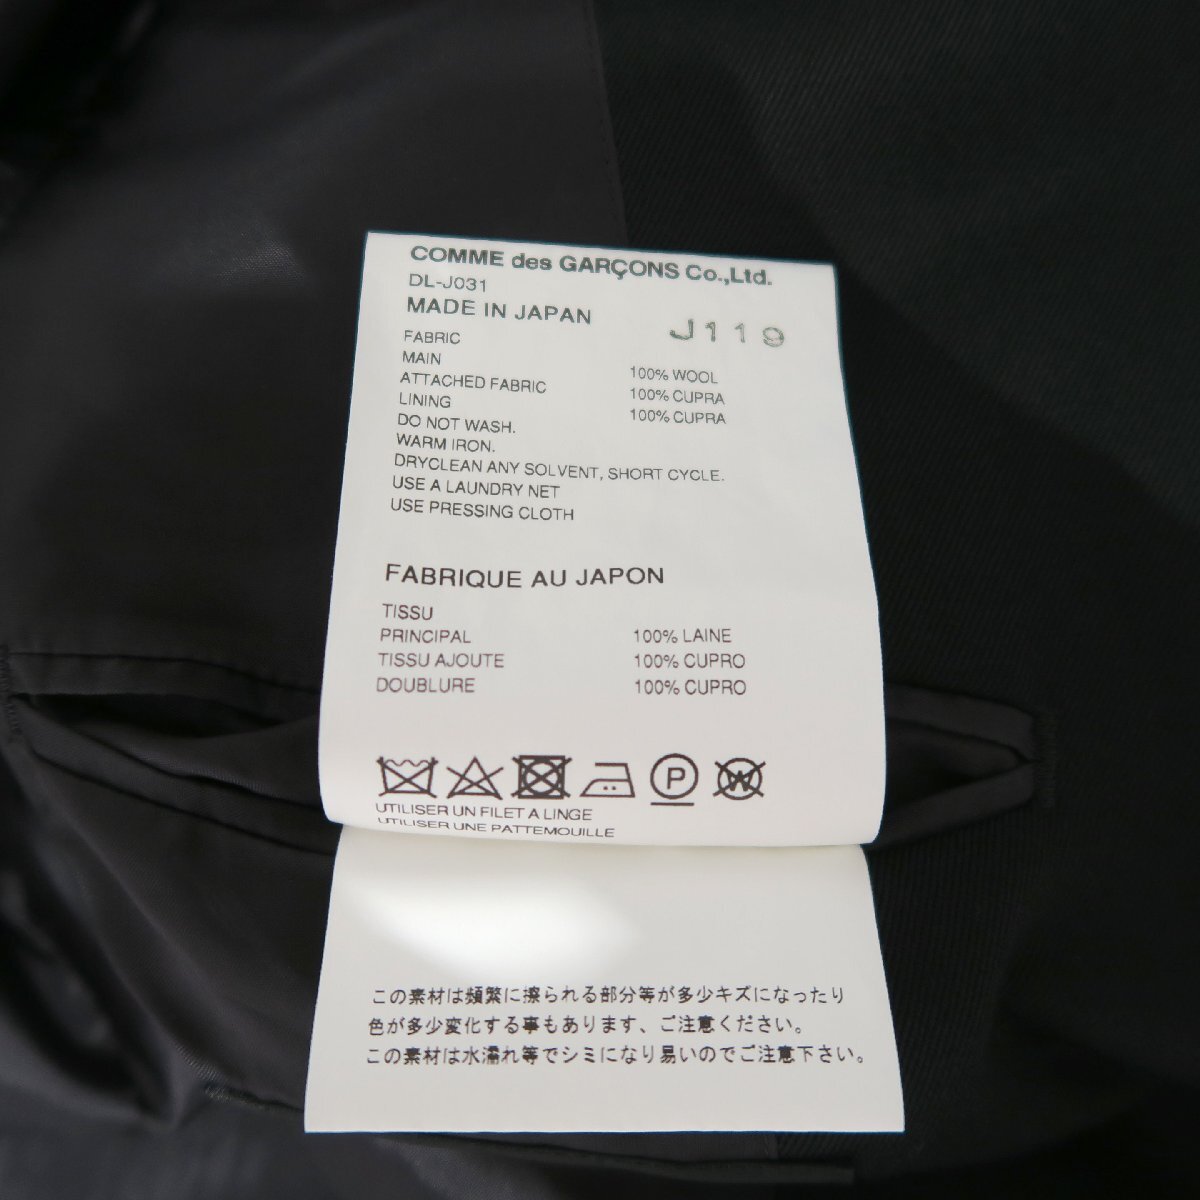 COMME des GARÇONS Co.,Ltd.
DL-J031
MADE IN JAPAN
J119
FABRIC
MAIN 100% WOOL
ATTACHED FABRIC 100% CUPRA
LINING 100% CUPRA
DO NOT WASH.
WARM IRON.
DRYCLEAN ANY SOLVENT, SHORT CYCLE.
USE A LAUNDRY NET
USE PRESSING CLOTH
FABRIQUE AU JAPON
TISSU
PRINCIPAL 100% LAINE
TISSU AJOUTE 100% CUPRO
DOUBLURE 100% CUPRO
P W
UTILISER UN FILET A LINGE
UTILISER UNE PATTEMOUILLE
この素材は頻繁に擦られる部分等が多少キズになったり
色が多少変化する事もあります、ご注意ください。
この素材は水濡れ等でシミになり易いのでご注意下さい。